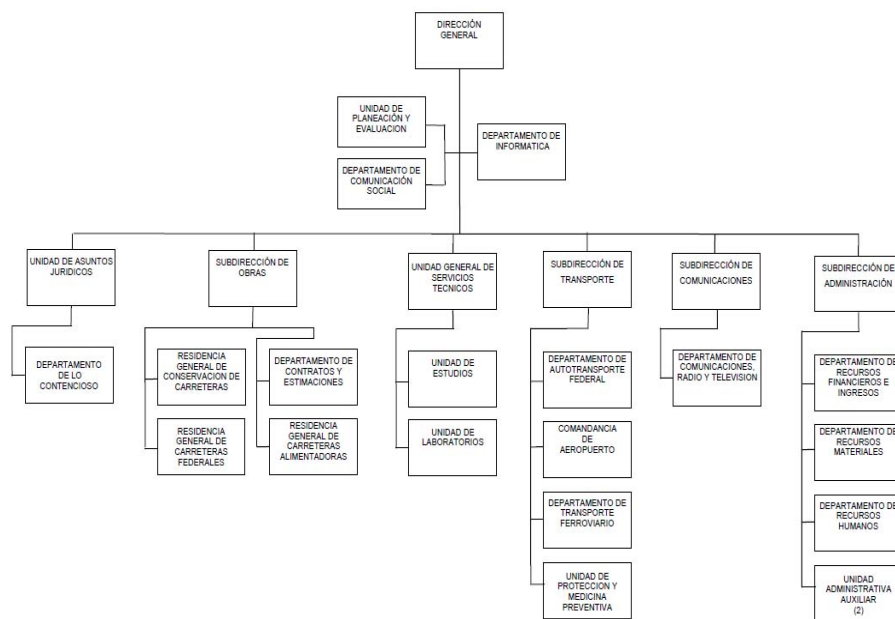 DIRECCIÓN
GENERAL
UNIDAD DE
PLANEACIÓN Y
EVALUACION
DEPARTAMENTO DE
INFORMATICA
DEPARTAMENTO DE
COMUNICACIÓN
SOCIAL
UNIDAD DE ASUNTOS
JURIDICOS
SUBDIRECCIÓN DE
OBRAS
UNIDAD GENERAL DE
SERVICIOS
TECNICOS
SUBDIRECCIÓN DE
TRANSPORTE
SUBDIRECCIÓN DE
COMUNICACIONES
SUBDIRECCIÓN DE
ADMINISTRACIÓN
DEPARTAMENTO
DE LO
CONTENCIOSO
RESIDENCIA
GENERAL DE
CONSERVACION DE
CARRETERAS
DEPARTAMENTO DE
CONTRATOS Y
ESTIMACIONES
RESIDENCIA
GENERAL DE
CARRETERAS
FEDERALES
RESIDENCIA
GENERAL DE
CARRETERAS
ALIMENTADORAS
UNIDAD DE
ESTUDIOS
UNIDAD DE
LABORATORIOS
DEPARTAMENTO DE
AUTOTRANSPORTE
FEDERAL
COMANDANCIA
DE
AEROPUERTO
DEPARTAMENTO DE
TRANSPORTE
FERROVIARIO
UNIDAD DE
PROTECCION Y
MEDICINA
PREVENTIVA
DEPARTAMENTO DE
COMUNICACIONES,
RADIO Y TELEVISION
DEPARTAMENTO DE
RECURSOS
FINANCIEROS E
INGRESOS
DEPARTAMENTO DE
RECURSOS
MATERIALES
DEPARTAMENTO DE
RECURSOS
HUMANOS
UNIDAD
ADMINISTRATIVA
AUXILIAR
(2)